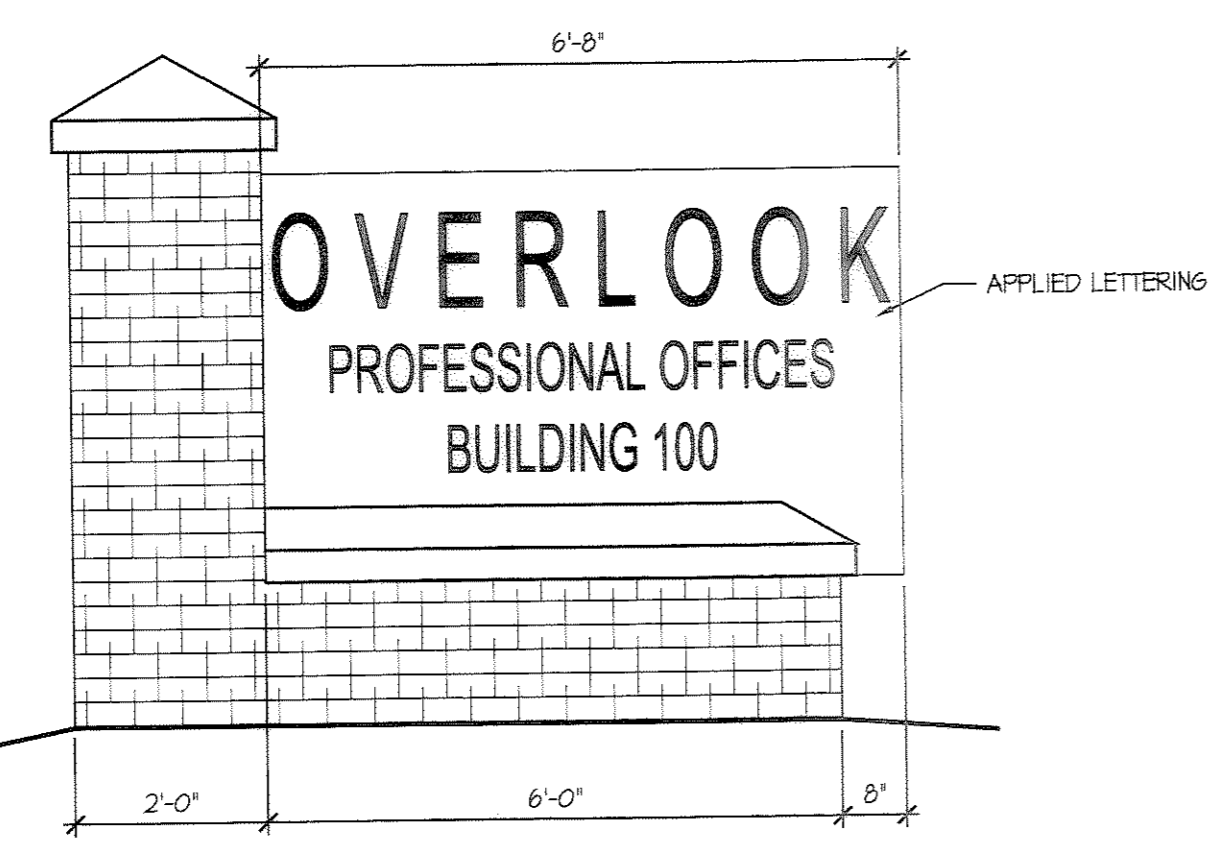 6'-8"
OVERLOOK
APPLIED LETTERING
PROFESSIONAL OFFICES
BUILDING 100
2'-0"
6'-0"
8"